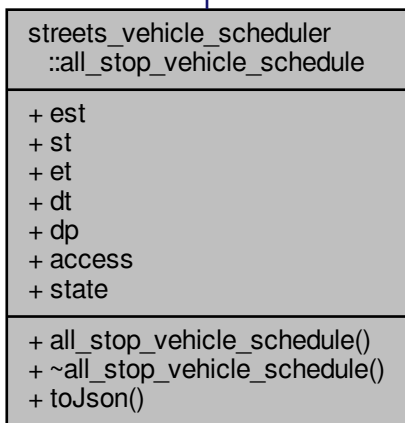 streets_vehicle_scheduler
::all_stop_vehicle_schedule
+ est
+ st
+ et
+ dt
+ dp
+ access
+ state
+ all_stop_vehicle_schedule()
+ ~all_stop_vehicle_schedule()
+ toJson()